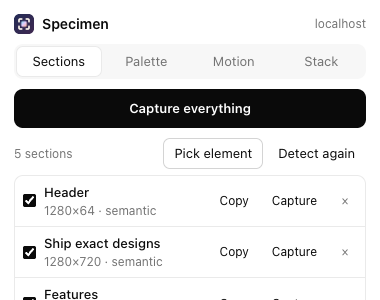 Specimen localhost
Sections Palette Motion Stack
Capture everything
5 sections Pick element Detect again
Header
1280×64 · semantic Copy Capture ×
Ship exact designs
1280×720 · semantic Copy Capture ×
Features